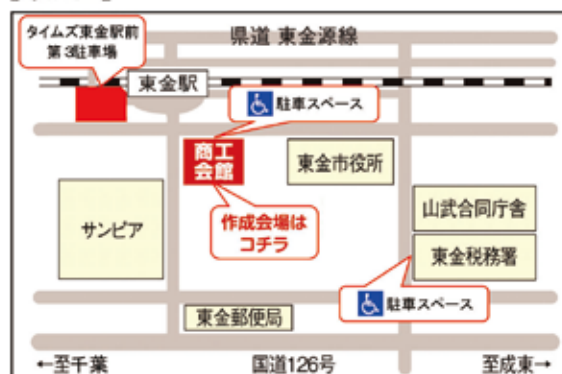 タイムズ東金駅前
第3駐車場
県道 東金源線
東金駅
駐車スペース
商工
会館
東金市役所
作成会場は
コチラ
サンピア
山武合同庁舎
東金税務署
駐車スペース
東金郵便局
←至千葉
国道126号
至成東→